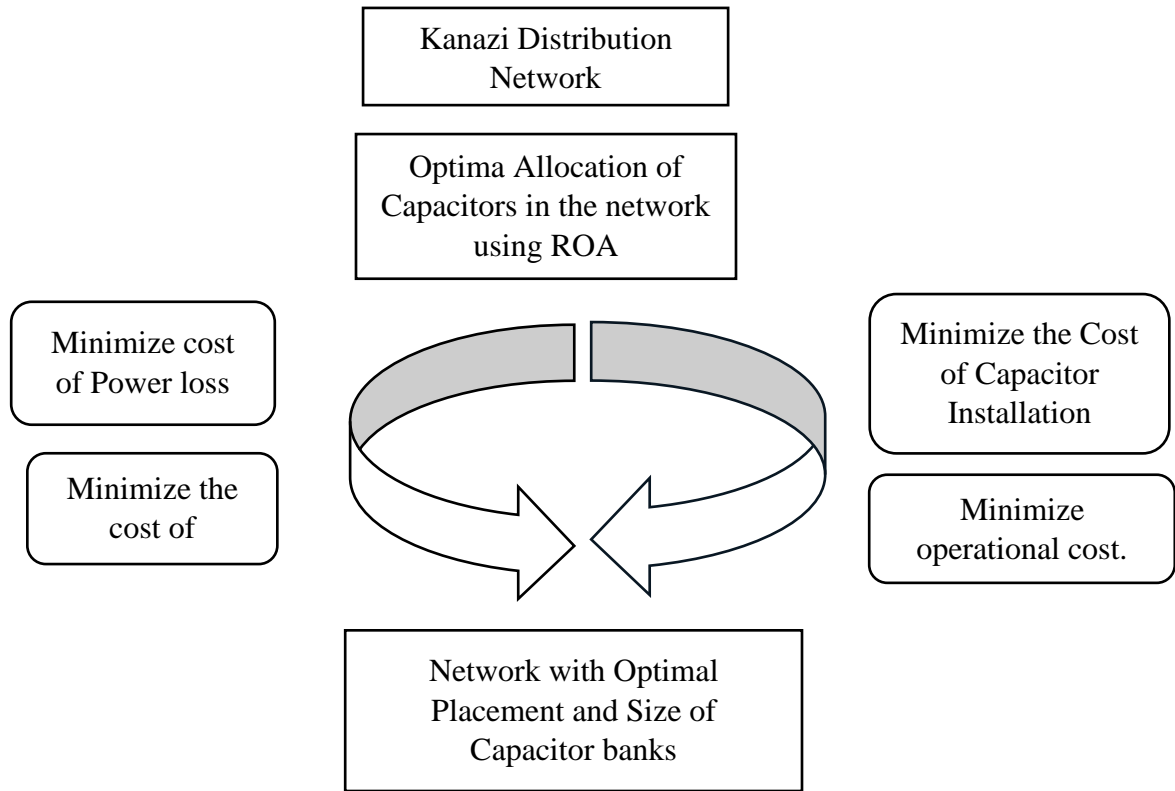 Kanazi Distribution
Network
Optima Allocation of
Capacitors in the network
using ROA
Minimize cost
of Power loss
Minimize the Cost
of Capacitor
Installation
Minimize the
cost of
Minimize
operational cost.
Network with Optimal
Placement and Size of
Capacitor banks